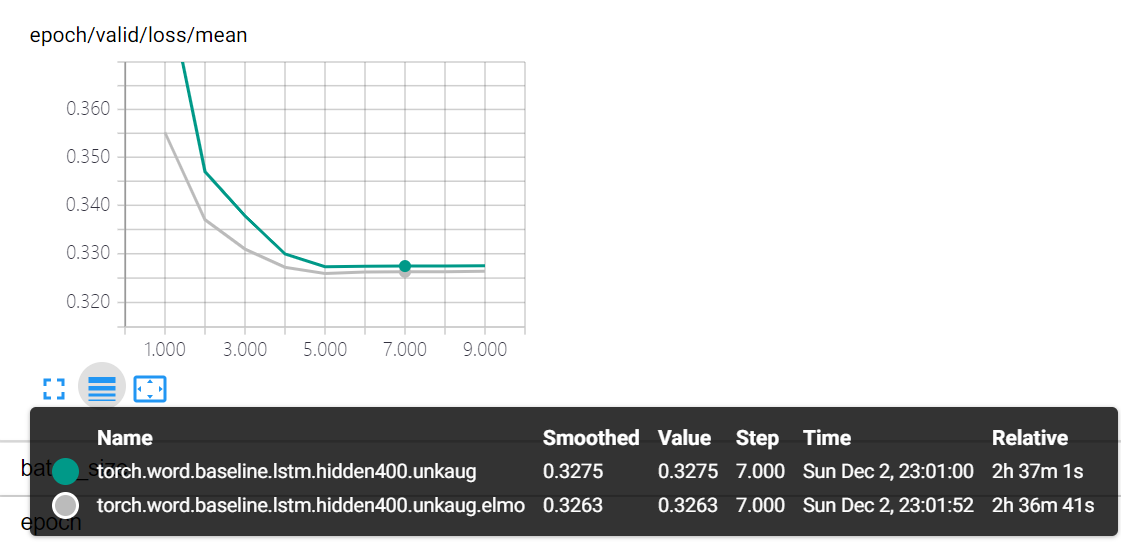 epoch/valid/loss/mean
0.360
0.350
0.340
0.330
0.320
1.000 3.000 5.000 7.000 9.000
Name Smoothed Value Step Time Relative
torch.word.baseline.lstm.hidden400.unkaug 0.3275 0.3275 7.000 Sun Dec 2, 23:01:00 2h 37m 1s
torch.word.baseline.lstm.hidden400.unkaug.elmo 0.3263 0.3263 7.000 Sun Dec 2, 23:01:52 2h 36m 41s
epoch